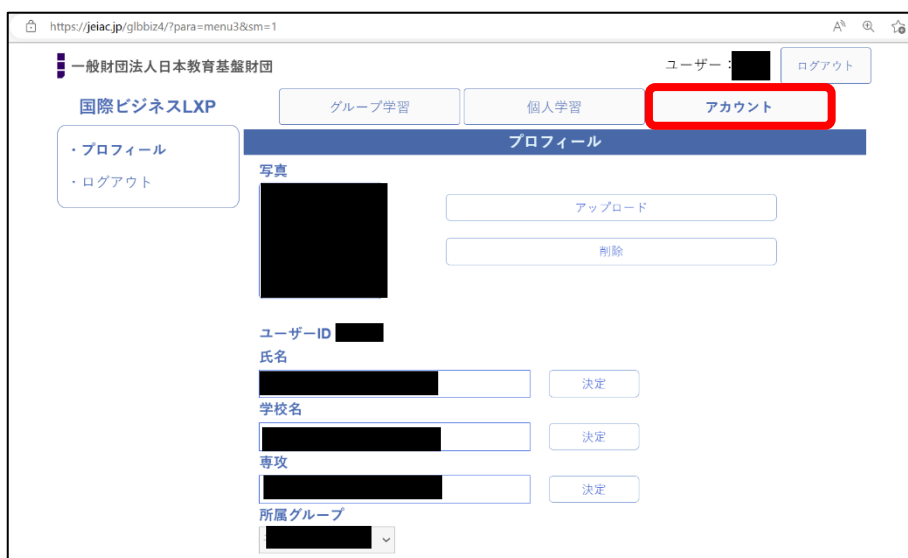 https://jeiac.jp/glbbiz4/?para=menu3&sm=1
一般財団法人日本教育基盤財団
ユーザー：
ログアウト
国際ビジネスLXP
グループ学習
個人学習
アカウント
・プロフィール
・ログアウト
プロフィール
写真
アップロード
削除
ユーザーID
氏名
決定
学校名
決定
専攻
決定
所属グループ